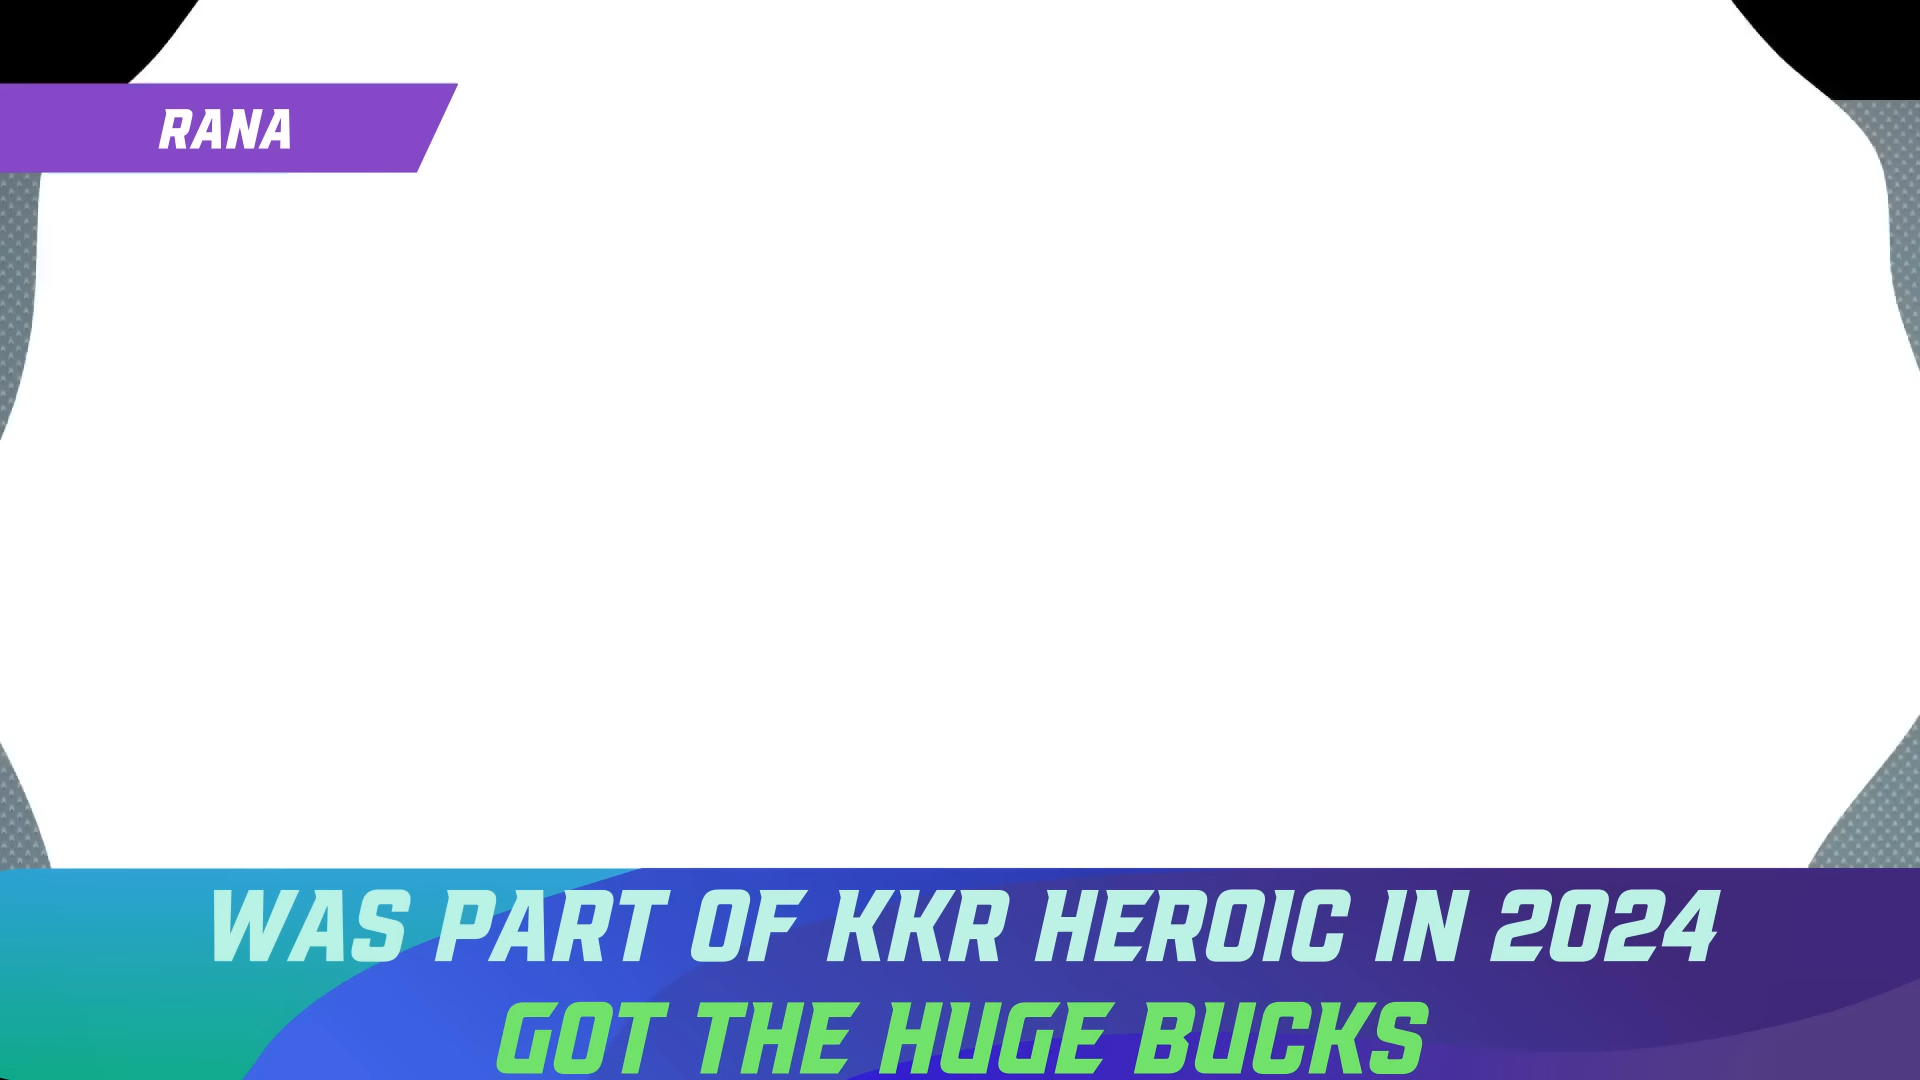 RANA
WAS PART OF KKR HEROIC IN 2024
GOT THE HUGE BUCKS